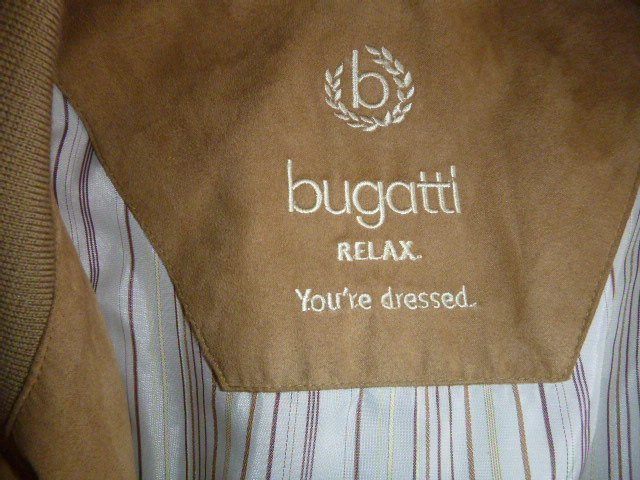 b
bugatti
RELAX.
You're dressed.